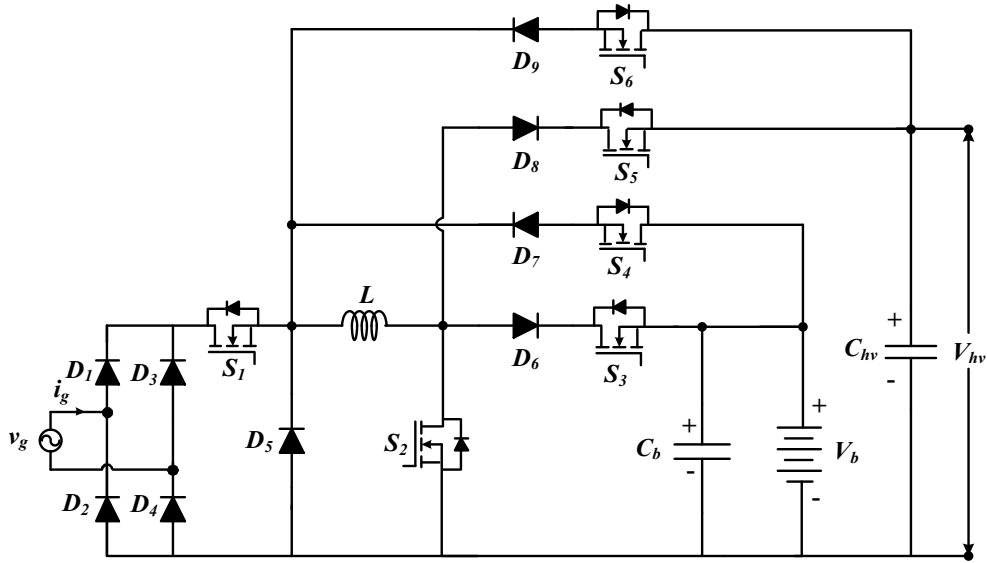 D9
S6
D8
S5
D7
S4
L
S1
D6
S3
D1
D3
ig
+
Chv
-
Vhv
vg
D5
S2
+
Cb
-
+
Vb
-
D2
D4